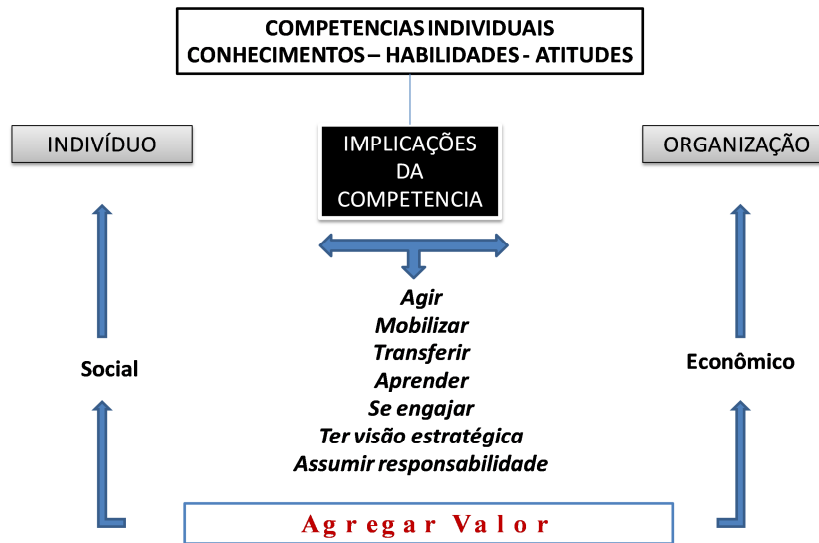 COMPETENCIAS INDIVIDUAIS
CONHECIMENTOS – HABILIDADES - ATITUDES
INDIVÍDUO
IMPLICAÇÕES
DA
COMPETENCIA
ORGANIZAÇÃO
Agir
Mobilizar
Transferir
Aprender
Se engajar
Ter visão estratégica
Assumir responsabilidade
Social
Econômico
Agregar Valor